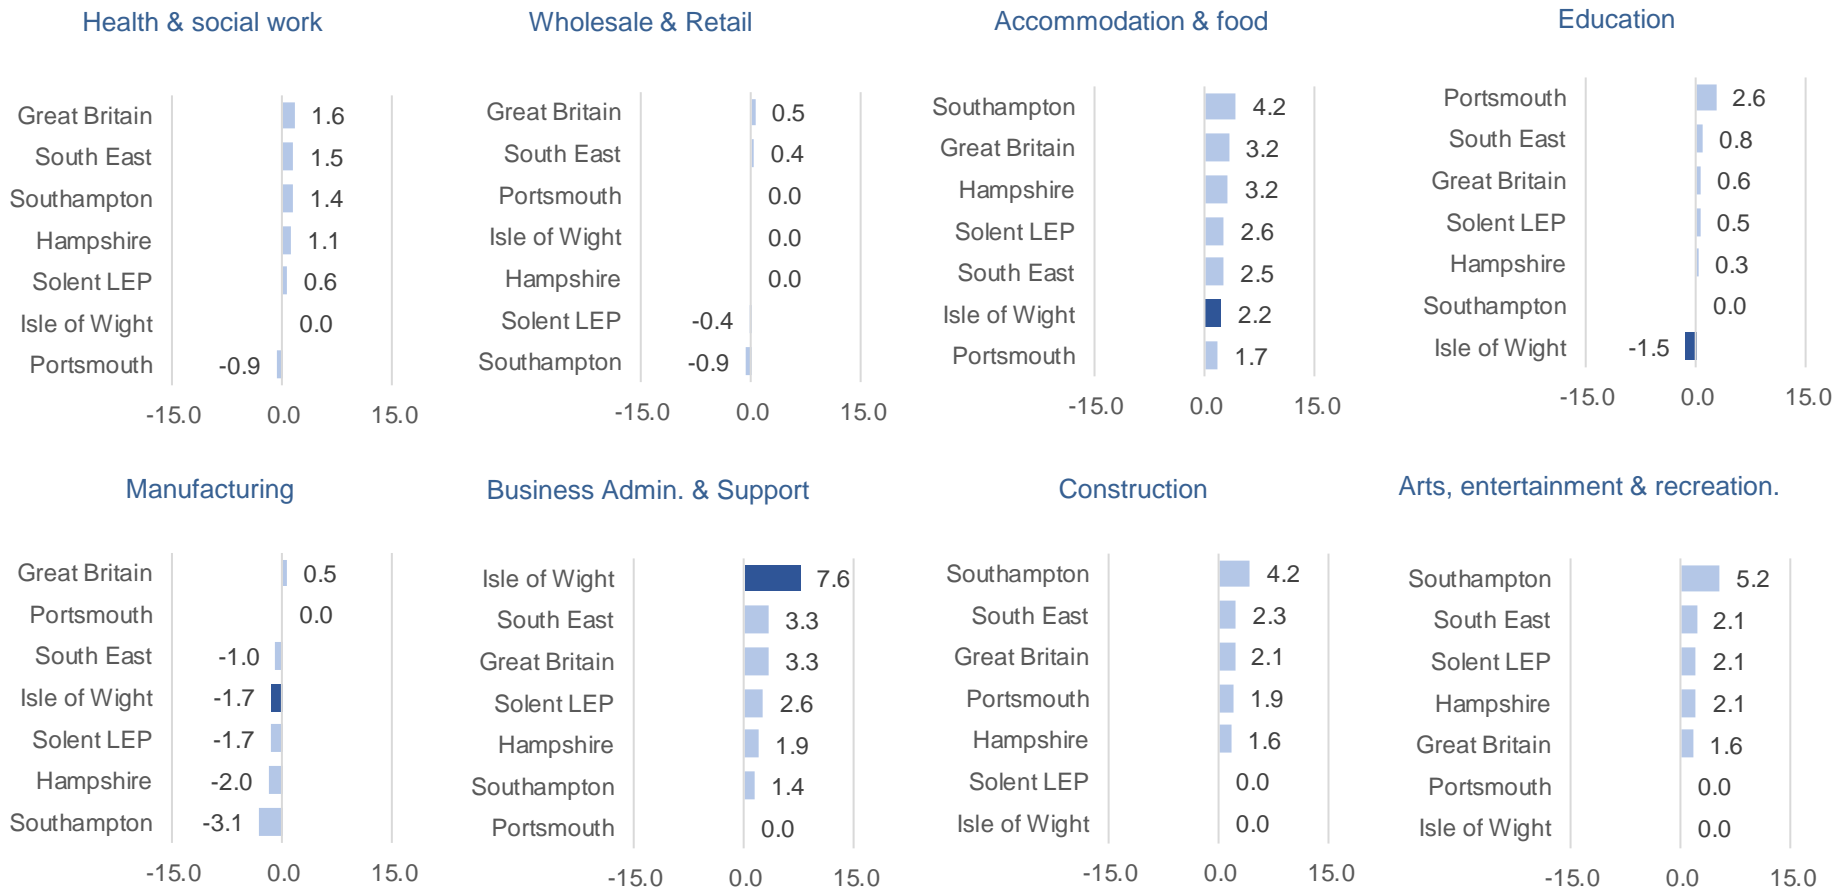 Health & social work
Great Britain 1.6
South East 1.5
Southampton 1.4
Hampshire 1.1
Solent LEP 0.6
Isle of Wight 0.0
Portsmouth -0.9
-15.0 0.0 15.0
Wholesale & Retail
Great Britain 0.5
South East 0.4
Portsmouth 0.0
Isle of Wight 0.0
Hampshire 0.0
Solent LEP -0.4
Southampton -0.9
-15.0 0.0 15.0
Accommodation & food
Southampton 4.2
Great Britain 3.2
Hampshire 3.2
Solent LEP 2.6
South East 2.5
Isle of Wight 2.2
Portsmouth 1.7
-15.0 0.0 15.0
Education
Portsmouth 2.6
South East 0.8
Great Britain 0.6
Solent LEP 0.5
Hampshire 0.3
Southampton 0.0
Isle of Wight -1.5
-15.0 0.0 15.0
Manufacturing
Great Britain 0.5
Portsmouth 0.0
South East -1.0
Isle of Wight -1.7
Solent LEP -1.7
Hampshire -2.0
Southampton -3.1
-15.0 0.0 15.0
Business Admin. & Support
Isle of Wight 7.6
South East 3.3
Great Britain 3.3
Solent LEP 2.6
Hampshire 1.9
Southampton 1.4
Portsmouth 0.0
-15.0 0.0 15.0
Construction
Southampton 4.2
South East 2.3
Great Britain 2.1
Portsmouth 1.9
Hampshire 1.6
Solent LEP 0.0
Isle of Wight 0.0
-15.0 0.0 15.0
Arts, entertainment & recreation.
Southampton 5.2
South East 2.1
Solent LEP 2.1
Hampshire 2.1
Great Britain 1.6
Portsmouth 0.0
Isle of Wight 0.0
-15.0 0.0 15.0